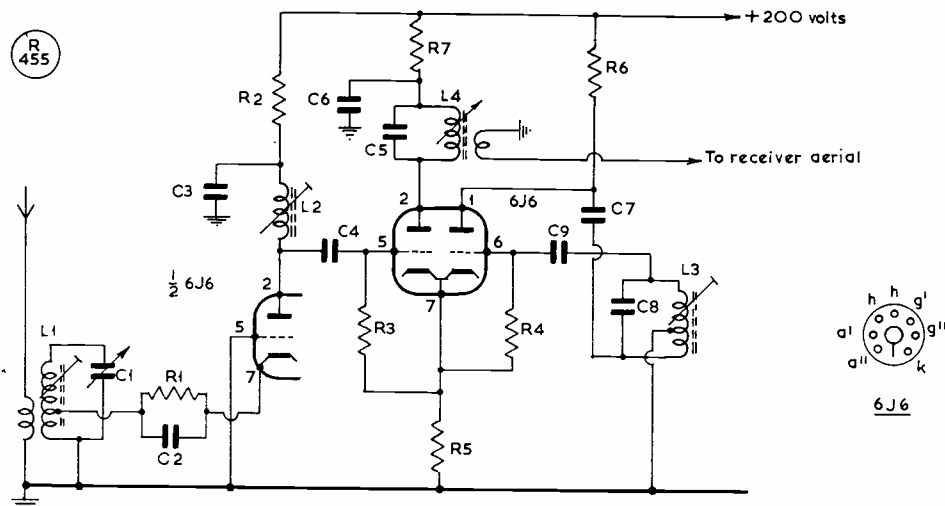 R
455
+200 volts
R7
R6
R2
C6
L4
C5
To receiver aerial
C3
L2
2
1
6J6
C7
C4
5
6
C9
L3
½ 6J6
2
7
C8
5
R3
R4
L1
C1
R1
7
C2
R5
h
h
g'
a'
g"
a"
k
6J6